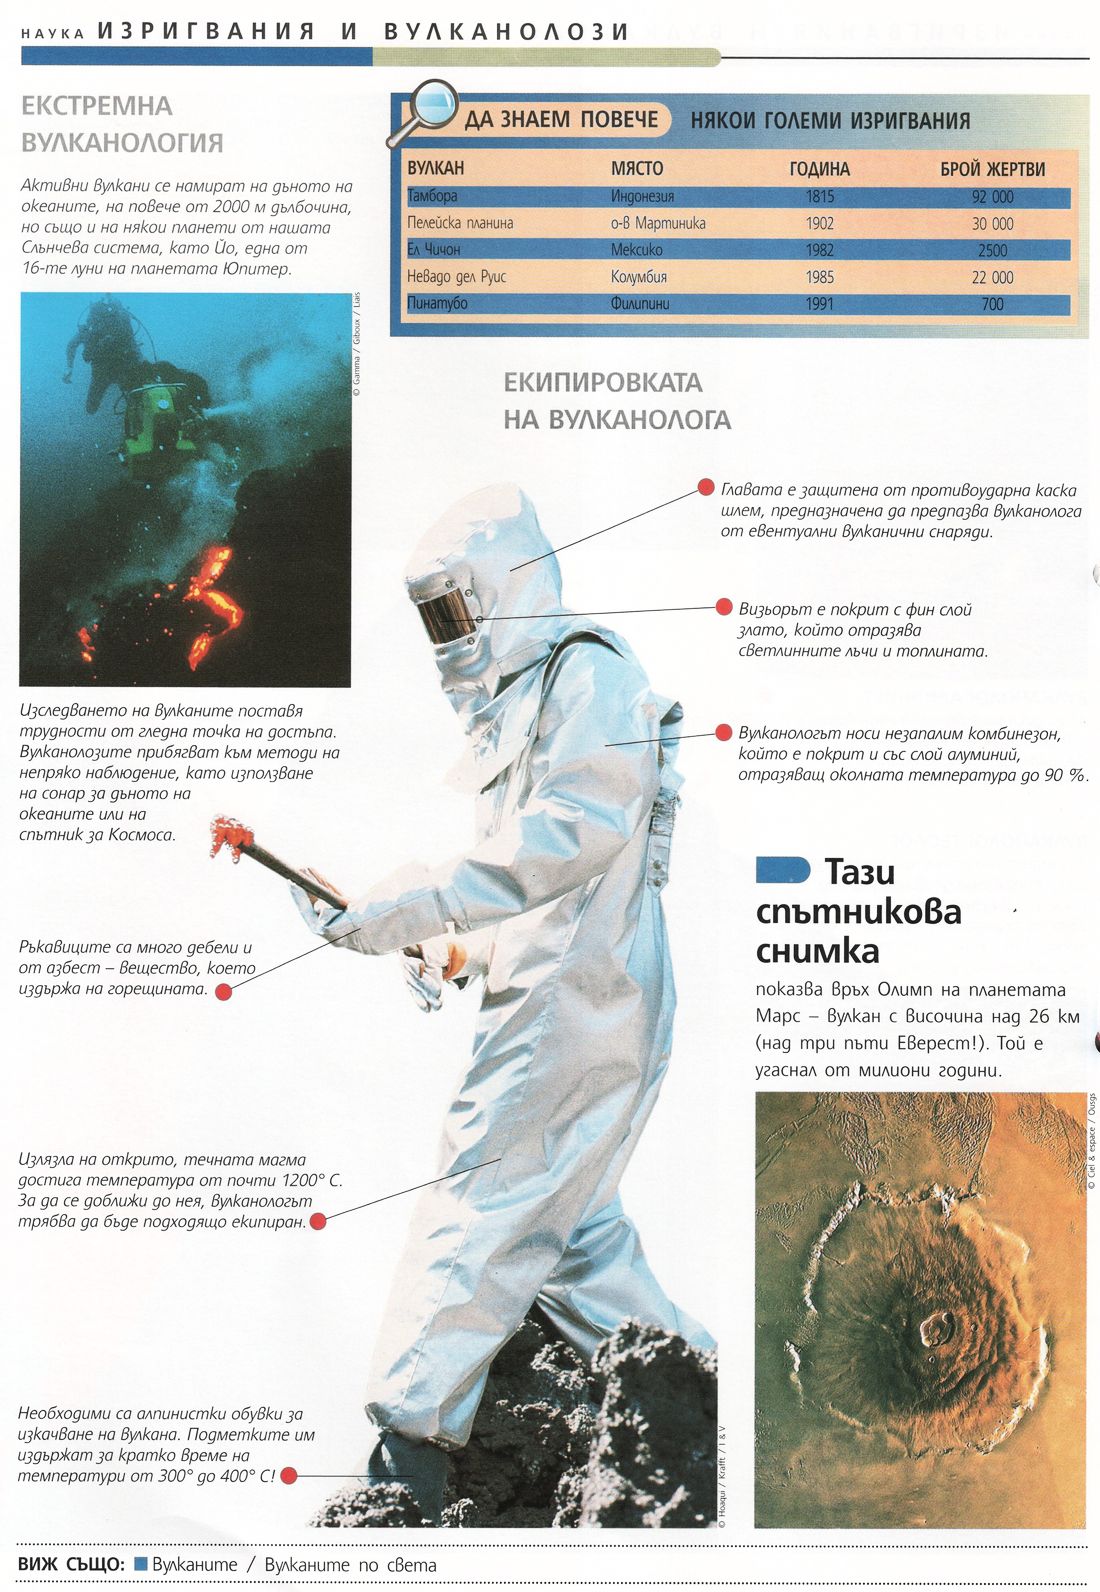 НАУКА ИЗРИГВАНИЯ И ВУЛКАНОЛОЗИ
ЕКСТРЕМНА
ВУЛКАНОЛОГИЯ
Активни вулкани се намират на дъното на
океаните, на повече от 2000 м дълбочина,
но също и на някои планети от нашата
Слънчева система, като Йо, една от
16-те луни на планетата Юпитер.
© Gamma / Giboux / Liais
Изследването на вулканите поставя
трудности от гледна точка на достъпа.
Вулканолозите прибягват към методи на
непряко наблюдение, като използване
на сонар за дъното на
океаните или на
спътник за Космоса.
ДА ЗНАЕМ ПОВЕЧЕ НЯКОИ ГОЛЕМИ ИЗРИГВАНИЯ
ВУЛКАН МЯСТО ГОДИНА БРОЙ ЖЕРТВИ
Тамбора Индонезия 1815 92 000
Пелейска планина о-в Мартиника 1902 30 000
Ел Чичон Мексико 1982 2500
Невадо дел Руис Колумбия 1985 22 000
Пинатубо Филипини 1991 700
ЕКИПИРОВКАТА
НА ВУЛКАНОЛОГА
Главата е защитена от противоударна каска
шлем, предназначена да предпазва вулканолога
от евентуални вулканични снаряди.
Визьорът е покрит с фин слой
злато, който отразява
светлинните лъчи и топлината.
Вулканологът носи незапалим комбинезон,
който е покрит и със слой алуминий,
отразяващ околната температура до 90 %.
Ръкавиците са много дебели и
от азбест – вещество, което
издържа на горещината.
Излязла на открито, течната магма
достига температура от почти 1200° С.
За да се доближи до нея, вулканологът
трябва да бъде подходящо екипиран.
Необходими са алпинистки обувки за
изкачване на вулкана. Подметките им
издържат за кратко време на
температури от 300° до 400° С!
© Hoaqui / Krafft / I & V
Тази
спътникова
снимка
показва връх Олимп на планетата
Марс – вулкан с височина над 26 км
(над три пъти Еверест!). Той е
угаснал от милиони години.
© Ciel & espace / Ousgs
ВИЖ СЪЩО: Вулканите / Вулканите по света